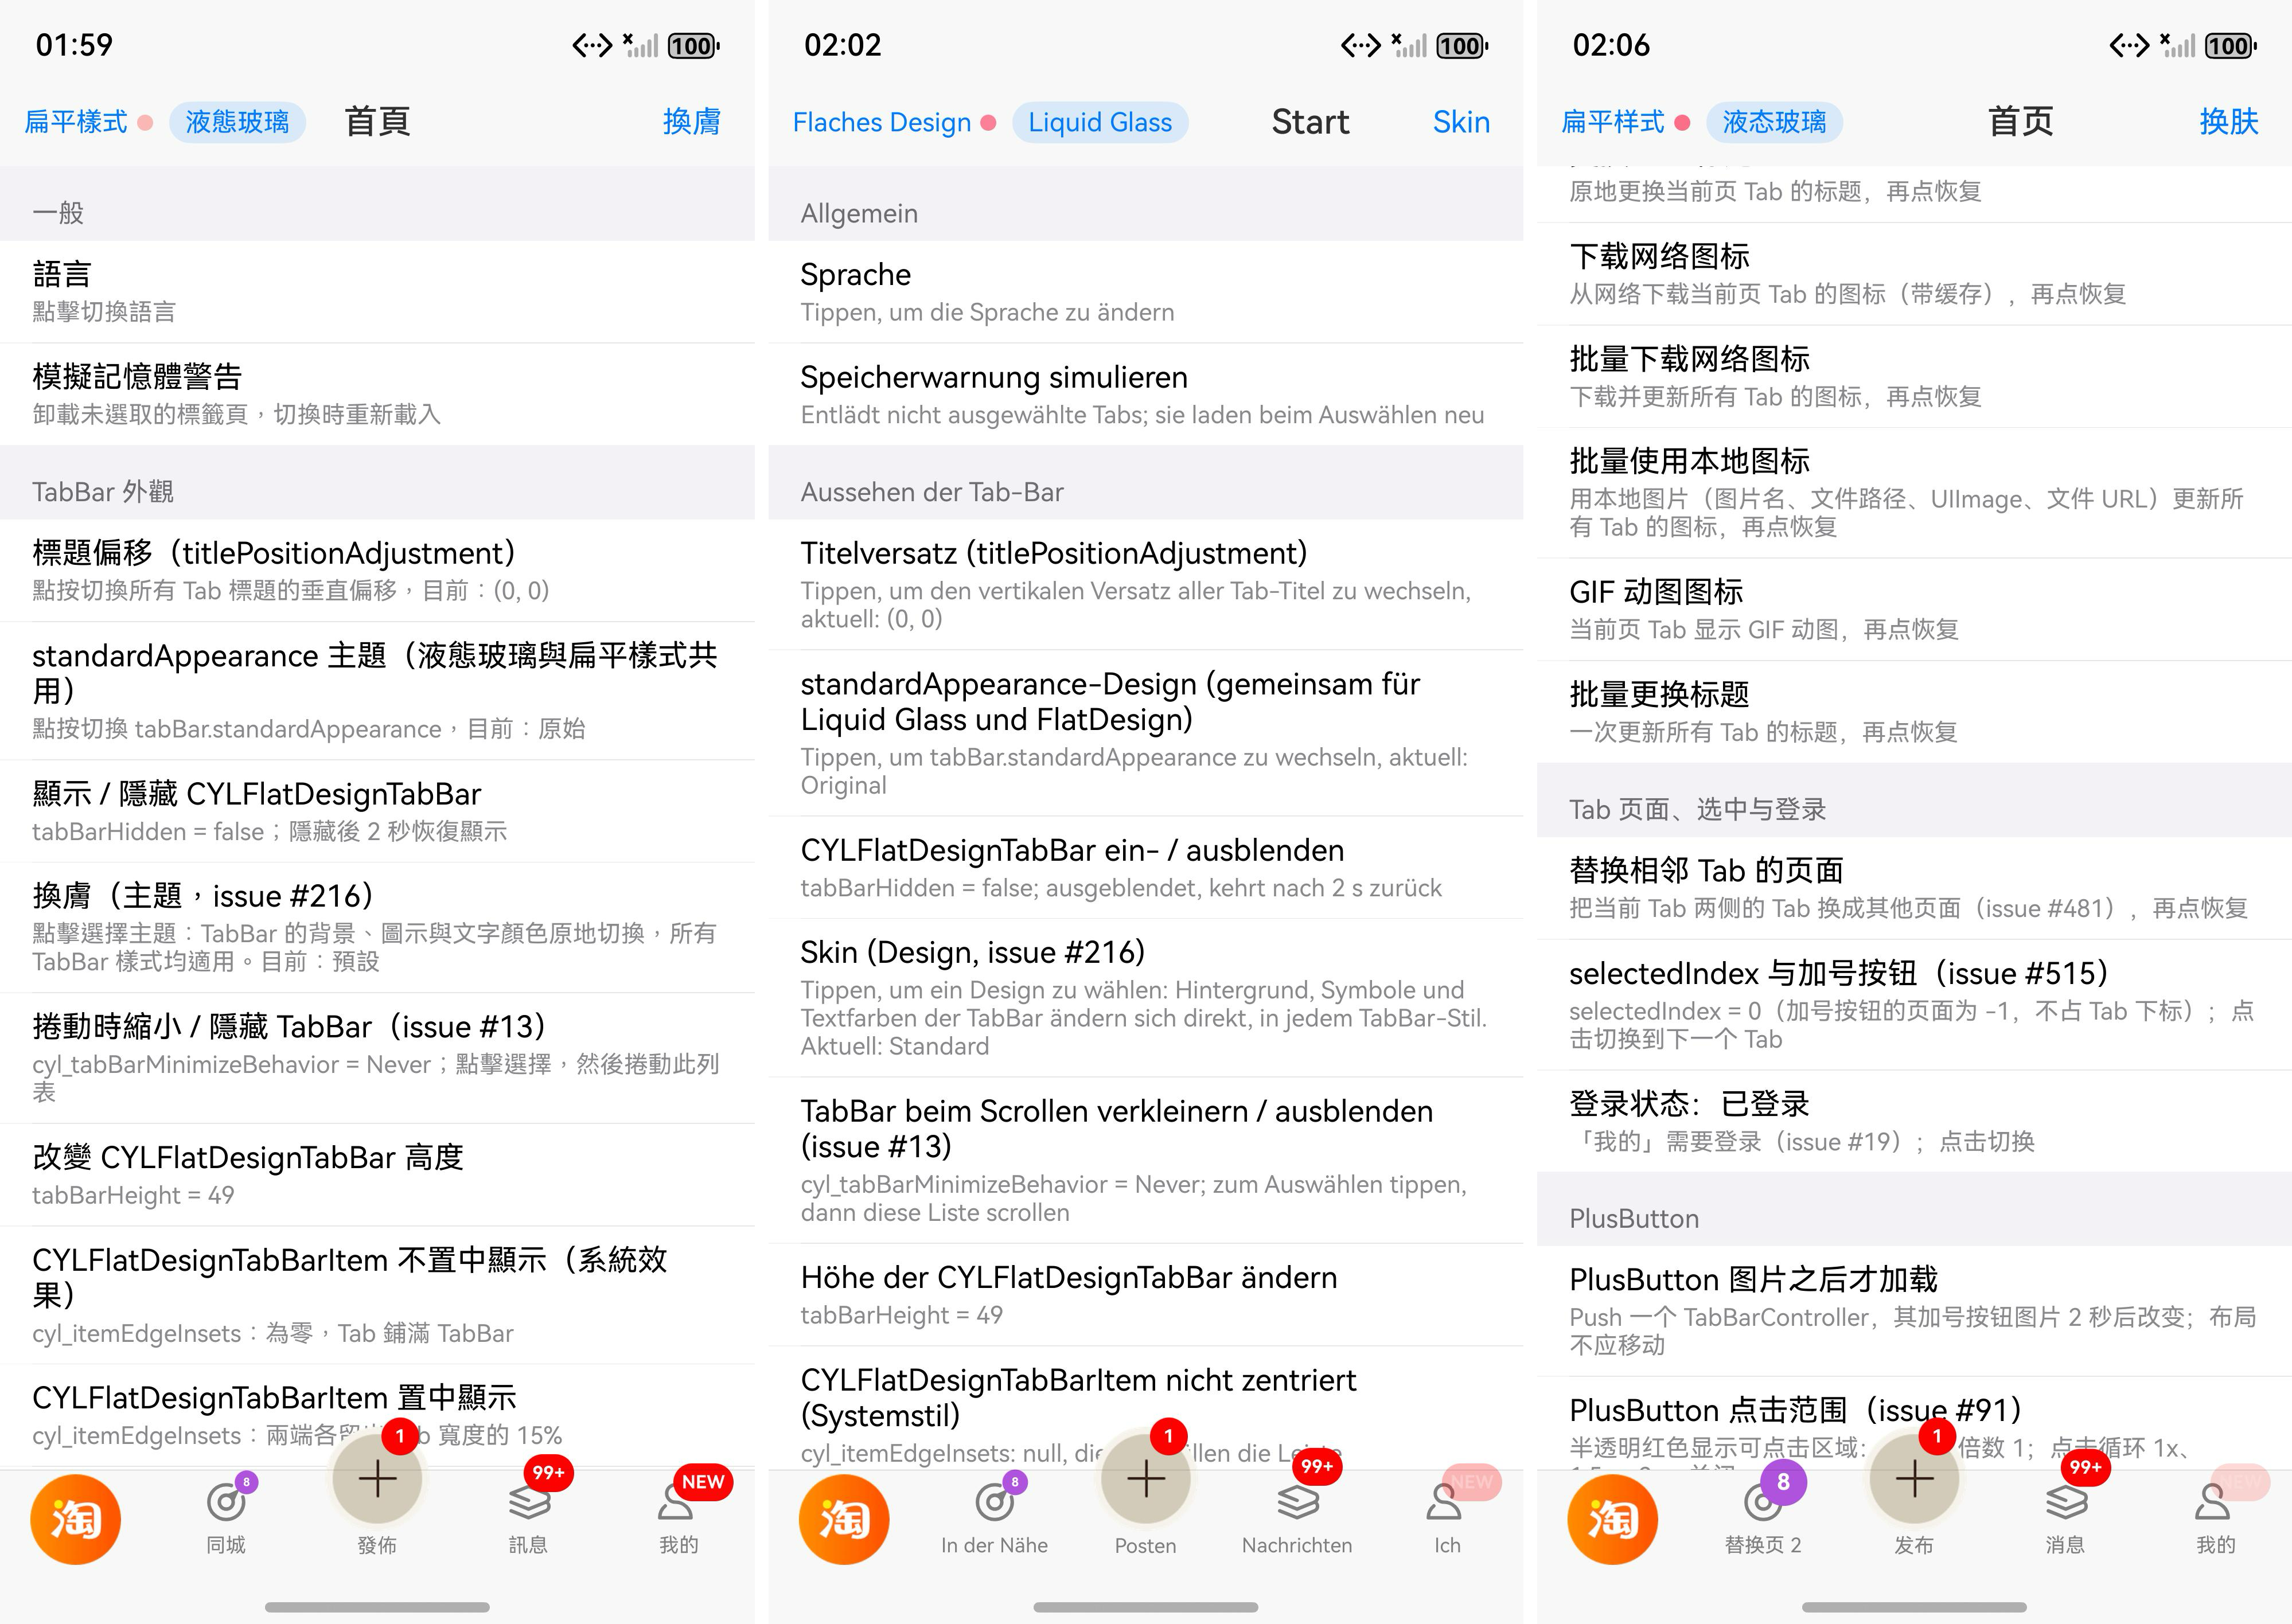 01:59
100
扁平樣式
液態玻璃
首頁
換膚
一般
語言
點擊切換語言
模擬記憶體警告
卸載未選取的標籤頁，切換時重新載入
TabBar 外觀
標題偏移（titlePositionAdjustment）
點按切換所有 Tab 標題的垂直偏移，目前：(0, 0)
standardAppearance 主題（液態玻璃與扁平樣式共
用）
點按切換 tabBar.standardAppearance，目前：原始
顯示 / 隱藏 CYLFlatDesignTabBar
tabBarHidden = false；隱藏後 2 秒恢復顯示
換膚（主題，issue #216）
點擊選擇主題：TabBar 的背景、圖示與文字顏色原地切換，所有
TabBar 樣式均適用。目前：預設
捲動時縮小 / 隱藏 TabBar（issue #13）
cyl_tabBarMinimizeBehavior = Never；點擊選擇，然後捲動此列
表
改變 CYLFlatDesignTabBar 高度
tabBarHeight = 49
CYLFlatDesignTabBarItem 不置中顯示（系統效
果）
cyl_itemEdgeInsets：為零，Tab 鋪滿 TabBar
CYLFlatDesignTabBarItem 置中顯示
cyl_itemEdgeInsets：兩端各留 寬度的 15%
1
8
99+
NEW
淘
同城
發佈
訊息
我的
02:02
100
Flaches Design
Liquid Glass
Start
Skin
Allgemein
Sprache
Tippen, um die Sprache zu ändern
Speicherwarnung simulieren
Entlädt nicht ausgewählte Tabs; sie laden beim Auswählen neu
Aussehen der Tab-Bar
Titelversatz (titlePositionAdjustment)
Tippen, um den vertikalen Versatz aller Tab-Titel zu wechseln,
aktuell: (0, 0)
standardAppearance-Design (gemeinsam für
Liquid Glass und FlatDesign)
Tippen, um tabBar.standardAppearance zu wechseln, aktuell:
Original
CYLFlatDesignTabBar ein- / ausblenden
tabBarHidden = false; ausgeblendet, kehrt nach 2 s zurück
Skin (Design, issue #216)
Tippen, um ein Design zu wählen: Hintergrund, Symbole und
Textfarben der TabBar ändern sich direkt, in jedem TabBar-Stil.
Aktuell: Standard
TabBar beim Scrollen verkleinern / ausblenden
(issue #13)
cyl_tabBarMinimizeBehavior = Never; zum Auswählen tippen,
dann diese Liste scrollen
Höhe der CYLFlatDesignTabBar ändern
tabBarHeight = 49
CYLFlatDesignTabBarItem nicht zentriert
(Systemstil)
cyl_itemEdgeInsets: null, die die Leiste
1
8
99+
NEW
淘
In der Nähe
Posten
Nachrichten
Ich
02:06
100
扁平样式
液态玻璃
首页
换肤
原地更换当前页 Tab 的标题，再点恢复
下载网络图标
从网络下载当前页 Tab 的图标（带缓存），再点恢复
批量下载网络图标
下载并更新所有 Tab 的图标，再点恢复
批量使用本地图标
用本地图片（图片名、文件路径、UIImage、文件 URL）更新所
有 Tab 的图标，再点恢复
GIF 动图图标
当前页 Tab 显示 GIF 动图，再点恢复
批量更换标题
一次更新所有 Tab 的标题，再点恢复
Tab 页面、选中与登录
替换相邻 Tab 的页面
把当前 Tab 两侧的 Tab 换成其他页面（issue #481），再点恢复
selectedIndex 与加号按钮（issue #515）
selectedIndex = 0（加号按钮的页面为 -1，不占 Tab 下标）；点
击切换到下一个 Tab
登录状态：已登录
「我的」需要登录（issue #19）；点击切换
PlusButton
PlusButton 图片之后才加载
Push 一个 TabBarController，其加号按钮图片 2 秒后改变；布局
不应移动
PlusButton 点击范围（issue #91）
半透明红色显示可点击区域： 倍数 1；点击循环 1x、
1
8
99+
NEW
淘
替换页 2
发布
消息
我的